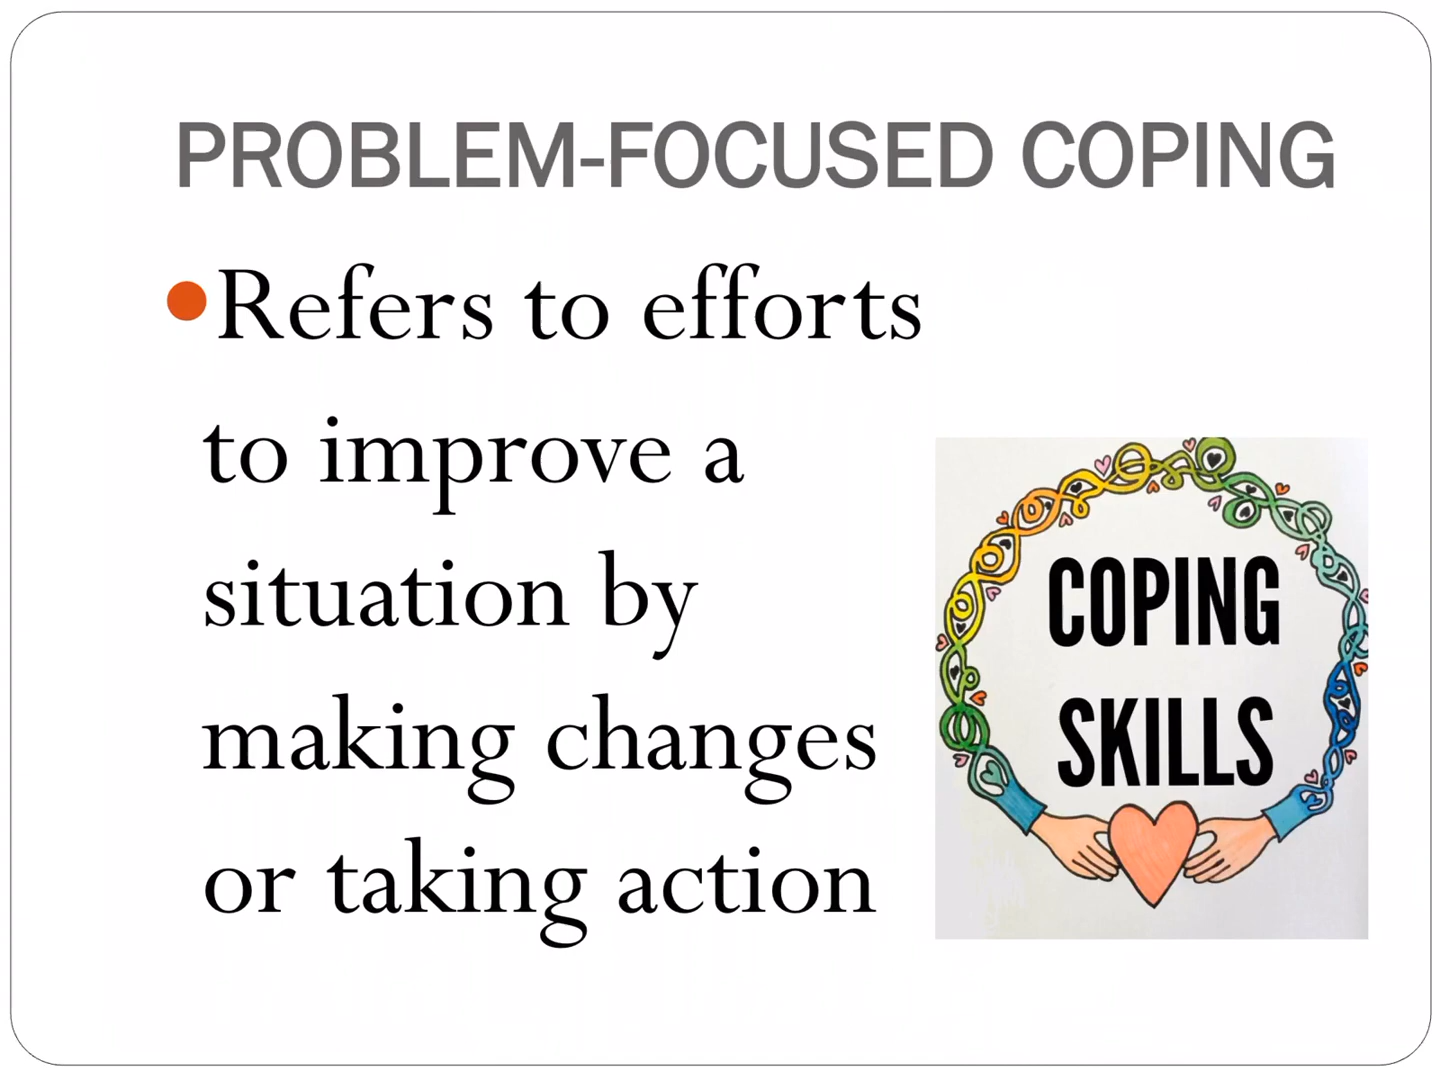 PROBLEM-FOCUSED COPING
•Refers to efforts
to improve a
situation by
making changes
or taking action
COPING
SKILLS